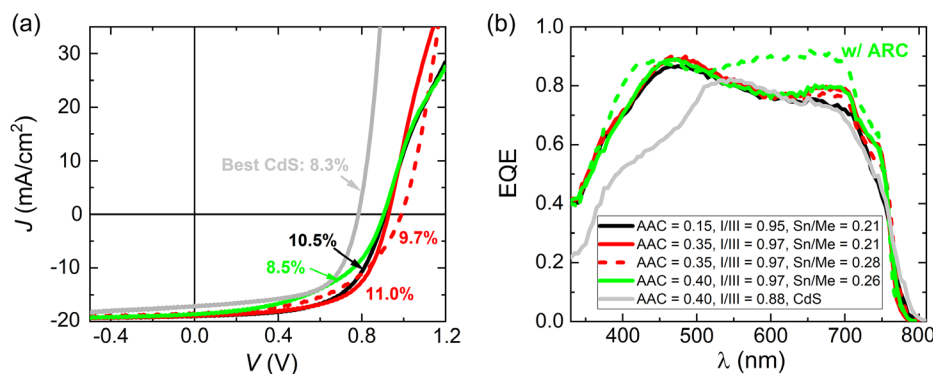 (a)
30
20
10
0
-10
-20
J (mA/cm²)
-0.4
0.0
0.4
0.8
1.2
V (V)
Best CdS: 8.3%
10.5%
9.7%
8.5%
11.0%
(b)
1.0
0.8
0.6
0.4
0.2
0.0
EQE
400
500
600
700
800
λ (nm)
w/ ARC
AAC = 0.15, I/III = 0.95, Sn/Me = 0.21
AAC = 0.35, I/III = 0.97, Sn/Me = 0.21
AAC = 0.35, I/III = 0.97, Sn/Me = 0.28
AAC = 0.40, I/III = 0.97, Sn/Me = 0.26
AAC = 0.40, I/III = 0.88, CdS